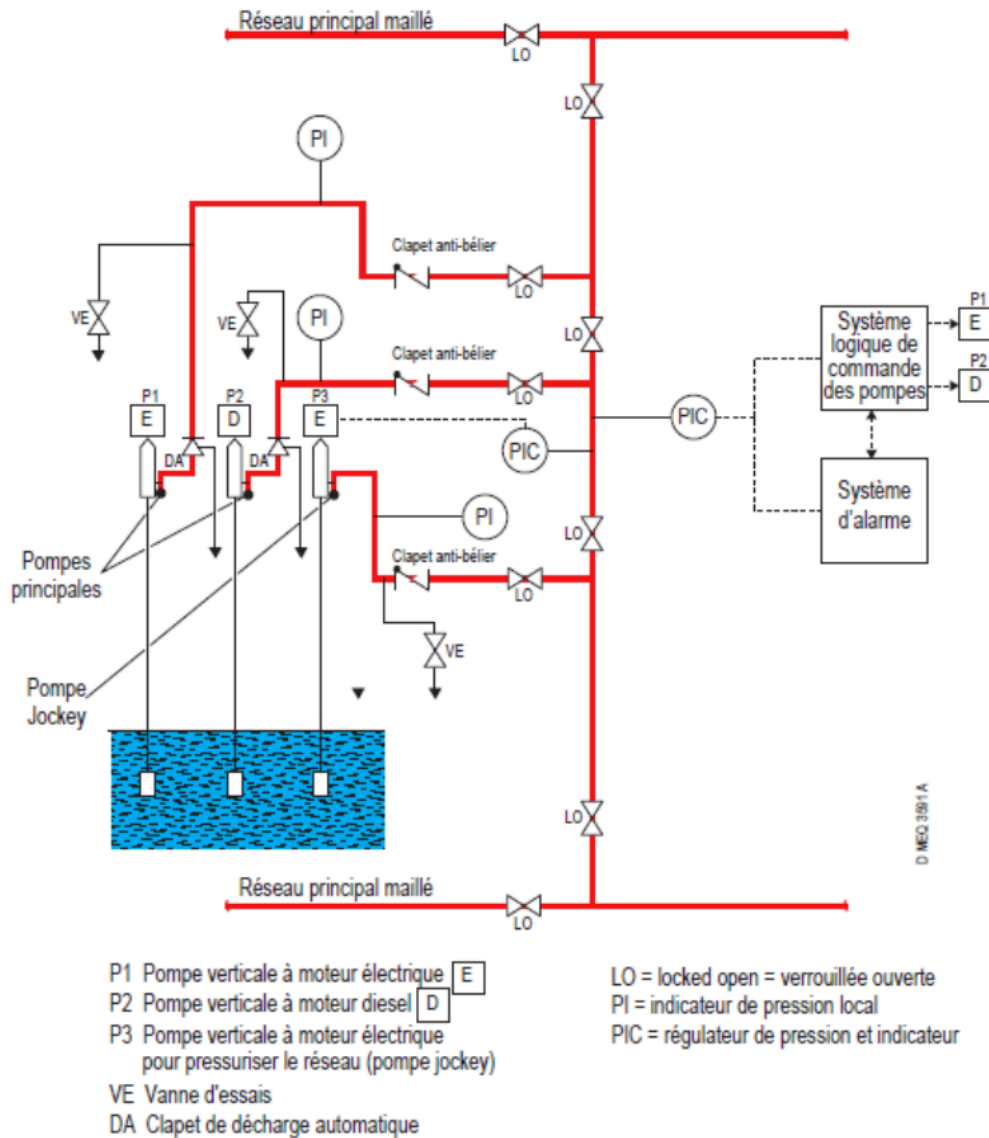 Réseau principal maillé
LO
LO
PI
Clapet anti-bélier
LO
VE
VE
PI
LO
Clapet anti-bélier
LO
P1
E
P2
D
P3
E
DA
DA
PIC
PIC
Système
logique de
commande
des pompes
P1
E
P2
D
Système
d'alarme
PI
LO
Clapet anti-bélier
LO
VE
Pompes
principales
Pompe
Jockey
LO
D MEQ 3591 A
Réseau principal maillé
LO
P1 Pompe verticale à moteur électrique E
P2 Pompe verticale à moteur diesel D
P3 Pompe verticale à moteur électrique
pour pressuriser le réseau (pompe jockey)
VE Vanne d'essais
DA Clapet de décharge automatique
LO = locked open = verrouillée ouverte
PI = indicateur de pression local
PIC = régulateur de pression et indicateur